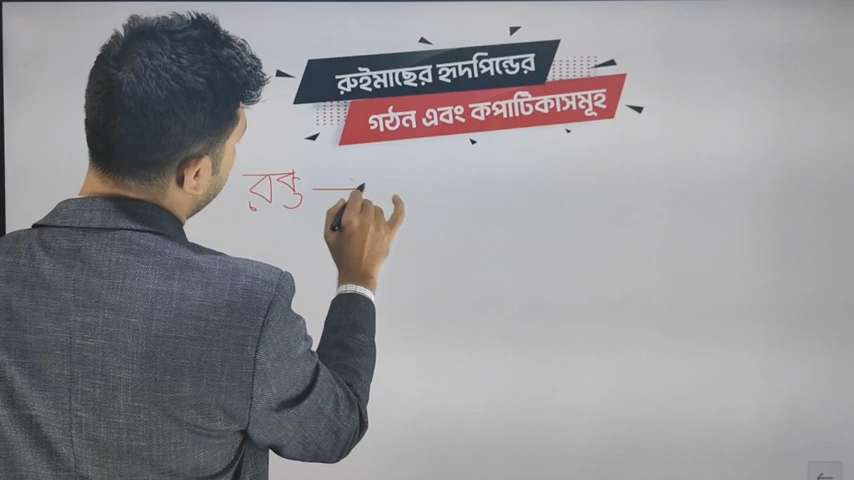 রুইমাছের হৃদপিন্ডের
গঠন এবং কপাটিকাসমূহ
রক্ত —